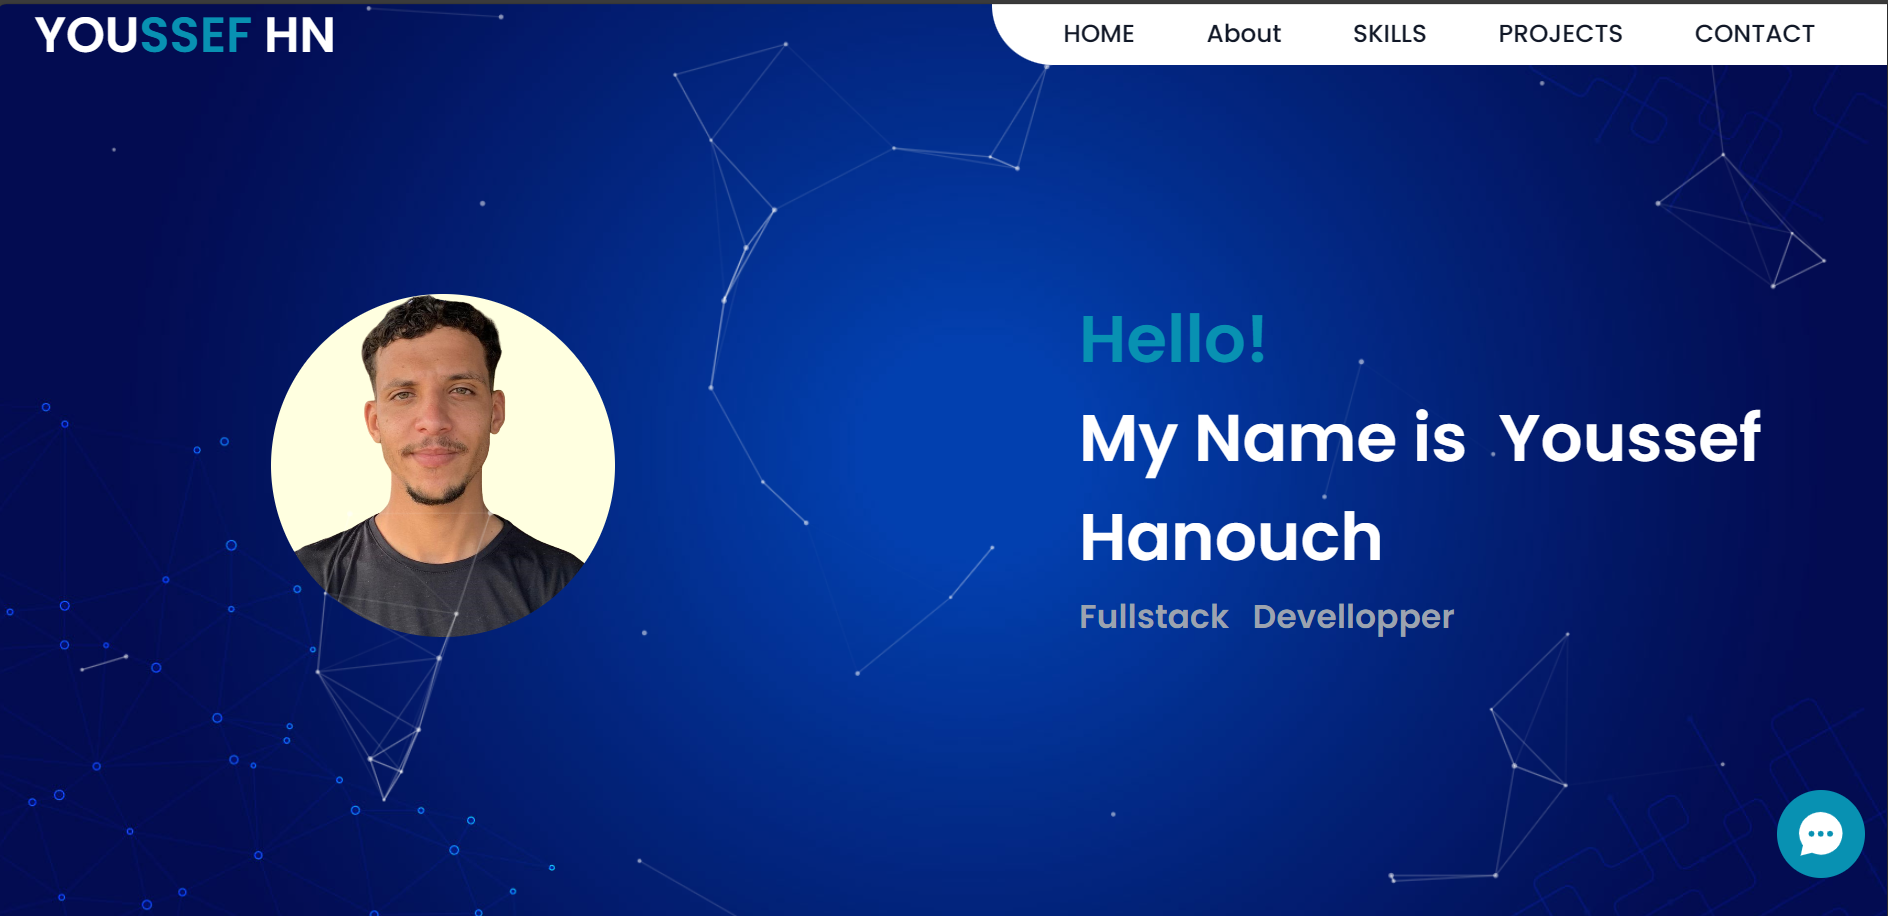 YOUSSEF HN
HOME About SKILLS PROJECTS CONTACT
Hello!
My Name is Youssef
Hanouch
Fullstack Devellopper